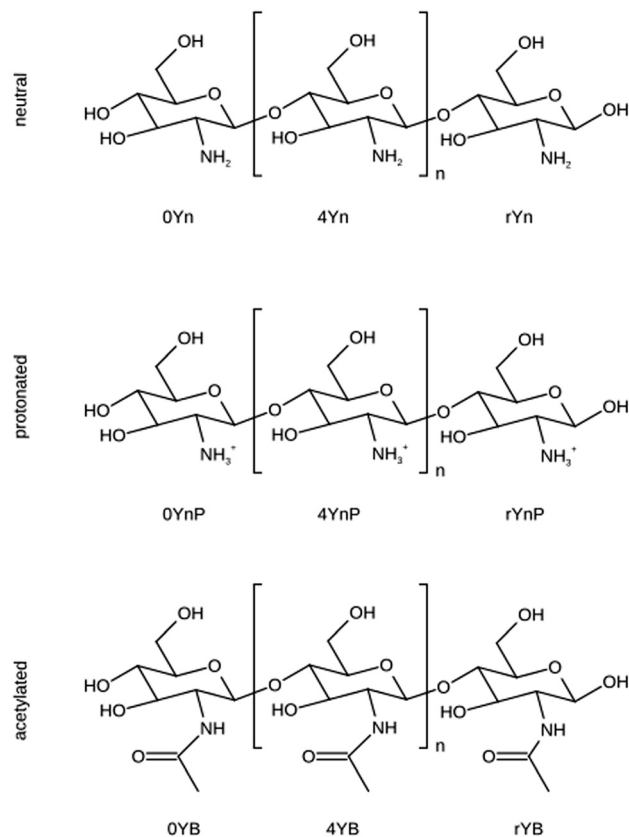 neutral
OH OH OH
O O O
HO O O OH
HO HO HO
NH₂ NH₂ NH₂
n
0Yn 4Yn rYn
protonated
OH OH OH
O O O
HO O O OH
HO HO HO
NH₃⁺ NH₃⁺ NH₃⁺
n
0YnP 4YnP rYnP
acetylated
OH OH OH
O O O
HO O O OH
HO HO HO
NH NH NH
n
O O O
0YB 4YB rYB